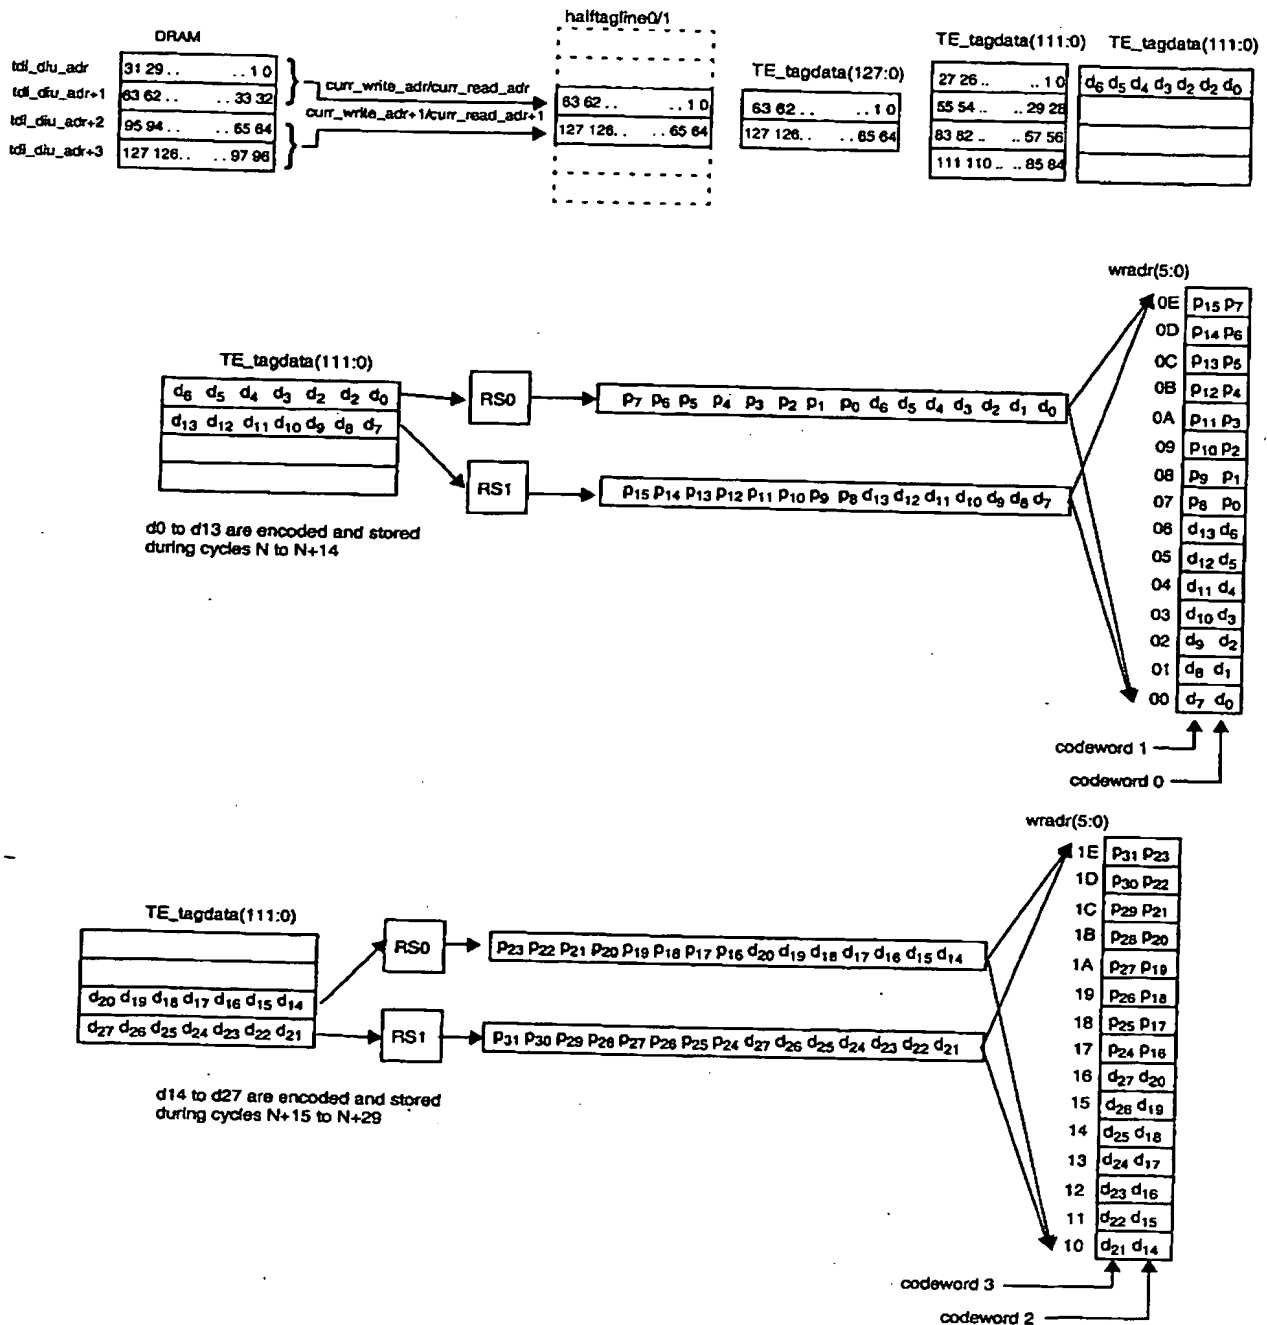 halftagline0/1
DRAM
TE_tagdata(111:0) TE_tagdata(111:0)
TE_tagdata(127:0)
tdi_diu_adr 31 29 . . . . 1 0
tdi_diu_adr+1 63 62 . . . . 33 32
tdi_diu_adr+2 95 94 . . . . 65 64
tdi_diu_adr+3 127 126. . . . 97 96
curr_write_adr/curr_read_adr
curr_write_adr+1/curr_read_adr+1
63 62 . . . . 1 0
127 126. . . . 65 64
63 62 . . . . 1 0
127 126. . . . 65 64
27 26 . . . . 1 0
55 54 . . . . 29 28
83 82 . . . . 57 56
111 110 . . . . 85 84
d6 d5 d4 d3 d2 d2 d0
wradr(5:0)
0E p15 p7
0D p14 p6
0C p13 p5
0B p12 p4
0A p11 p3
09 p10 p2
08 p9 p1
07 p8 p0
06 d13 d6
05 d12 d5
04 d11 d4
03 d10 d3
02 d9 d2
01 d8 d1
00 d7 d0
codeword 1
codeword 0
TE_tagdata(111:0)
d6 d5 d4 d3 d2 d2 d0
d13 d12 d11 d10 d9 d8 d7
RS0
RS1
p7 p6 p5 p4 p3 p2 p1 p0 d6 d5 d4 d3 d2 d1 d0
p15 p14 p13 p12 p11 p10 p9 p8 d13 d12 d11 d10 d9 d8 d7
d0 to d13 are encoded and stored
during cycles N to N+14
wradr(5:0)
1E p31 p23
1D p30 p22
1C p29 p21
1B p28 p20
1A p27 p19
19 p26 p18
18 p25 p17
17 p24 p16
16 d27 d20
15 d26 d19
14 d25 d18
13 d24 d17
12 d23 d16
11 d22 d15
10 d21 d14
codeword 3
codeword 2
TE_tagdata(111:0)
d20 d19 d18 d17 d16 d15 d14
d27 d26 d25 d24 d23 d22 d21
RS0
RS1
p23 p22 p21 p20 p19 p18 p17 p16 d20 d19 d18 d17 d16 d15 d14
p31 p30 p29 p28 p27 p26 p25 p24 d27 d26 d25 d24 d23 d22 d21
d14 to d27 are encoded and stored
during cycles N+15 to N+29